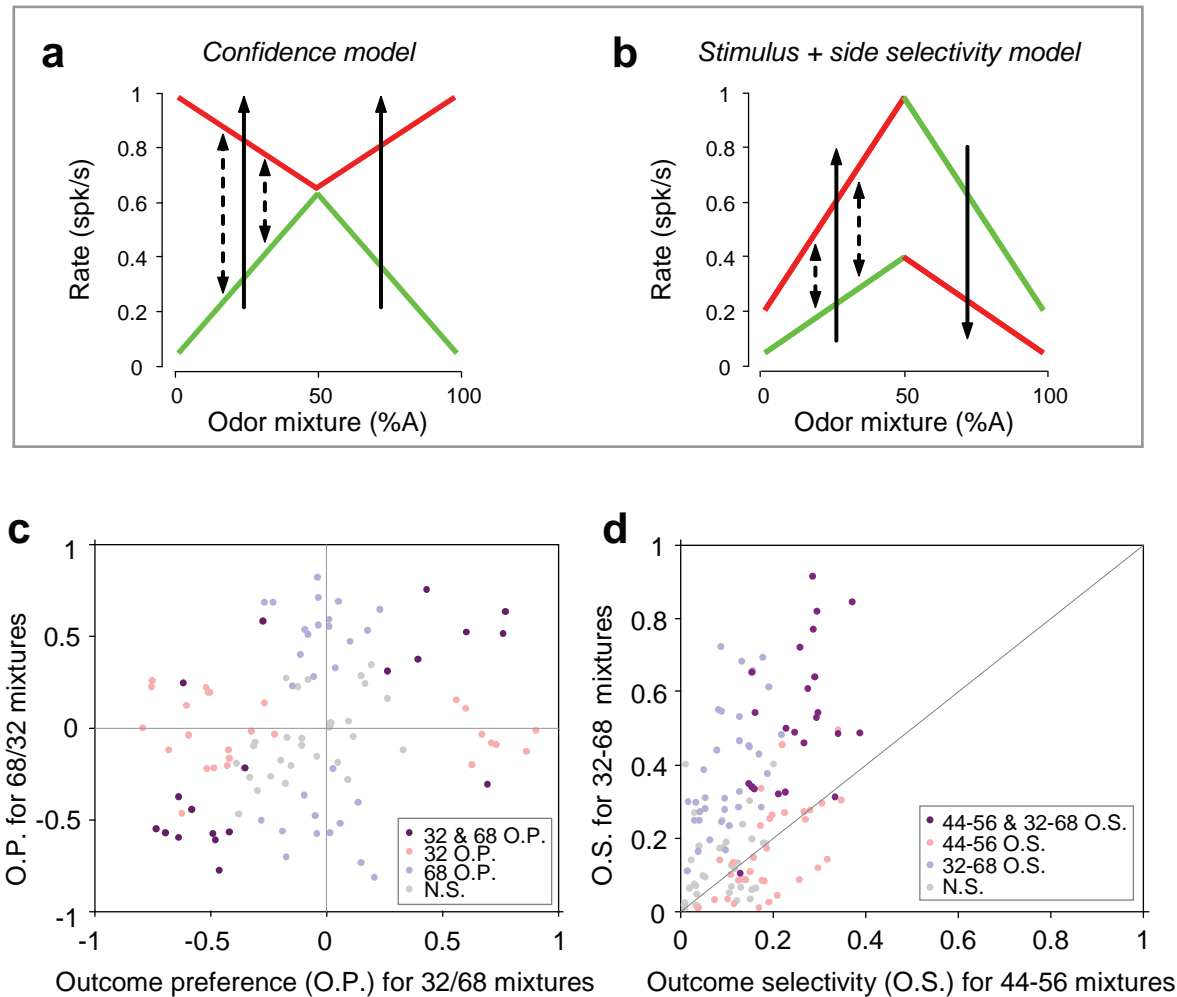 a
Confidence model
b
Stimulus + side selectivity model
1
0.8
0.6
0.4
0.2
0
Rate (spk/s)
0
50
100
Odor mixture (%A)
1
0.8
0.6
0.4
0.2
0
Rate (spk/s)
0
50
100
Odor mixture (%A)
c
1
0.5
0
-0.5
-1
O.P. for 68/32 mixtures
-1
-0.5
0
0.5
1
Outcome preference (O.P.) for 32/68 mixtures
32 & 68 O.P.
32 O.P.
68 O.P.
N.S.
d
1
0.8
0.6
0.4
0.2
0
O.S. for 32-68 mixtures
0
0.2
0.4
0.6
0.8
1
Outcome selectivity (O.S.) for 44-56 mixtures
44-56 & 32-68 O.S.
44-56 O.S.
32-68 O.S.
N.S.